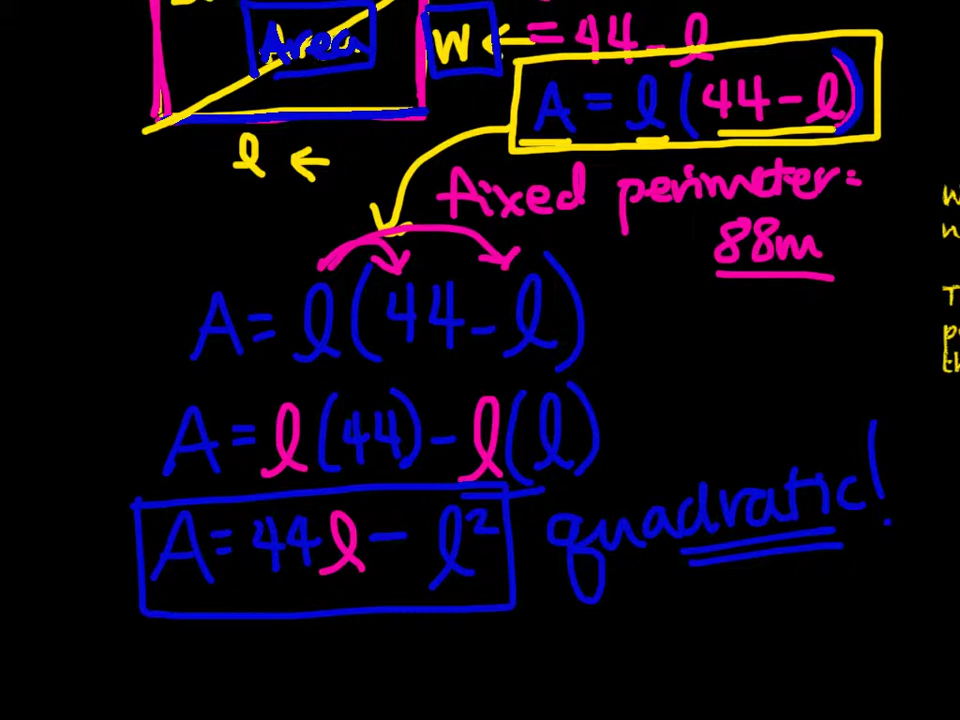 Area
W ← = 44 - l
A = l(44 - l)
l ←
fixed perimeter =
88m
A = l(44 - l)
A = l(44) - l(l)
A = 44l - l²
quadratic!